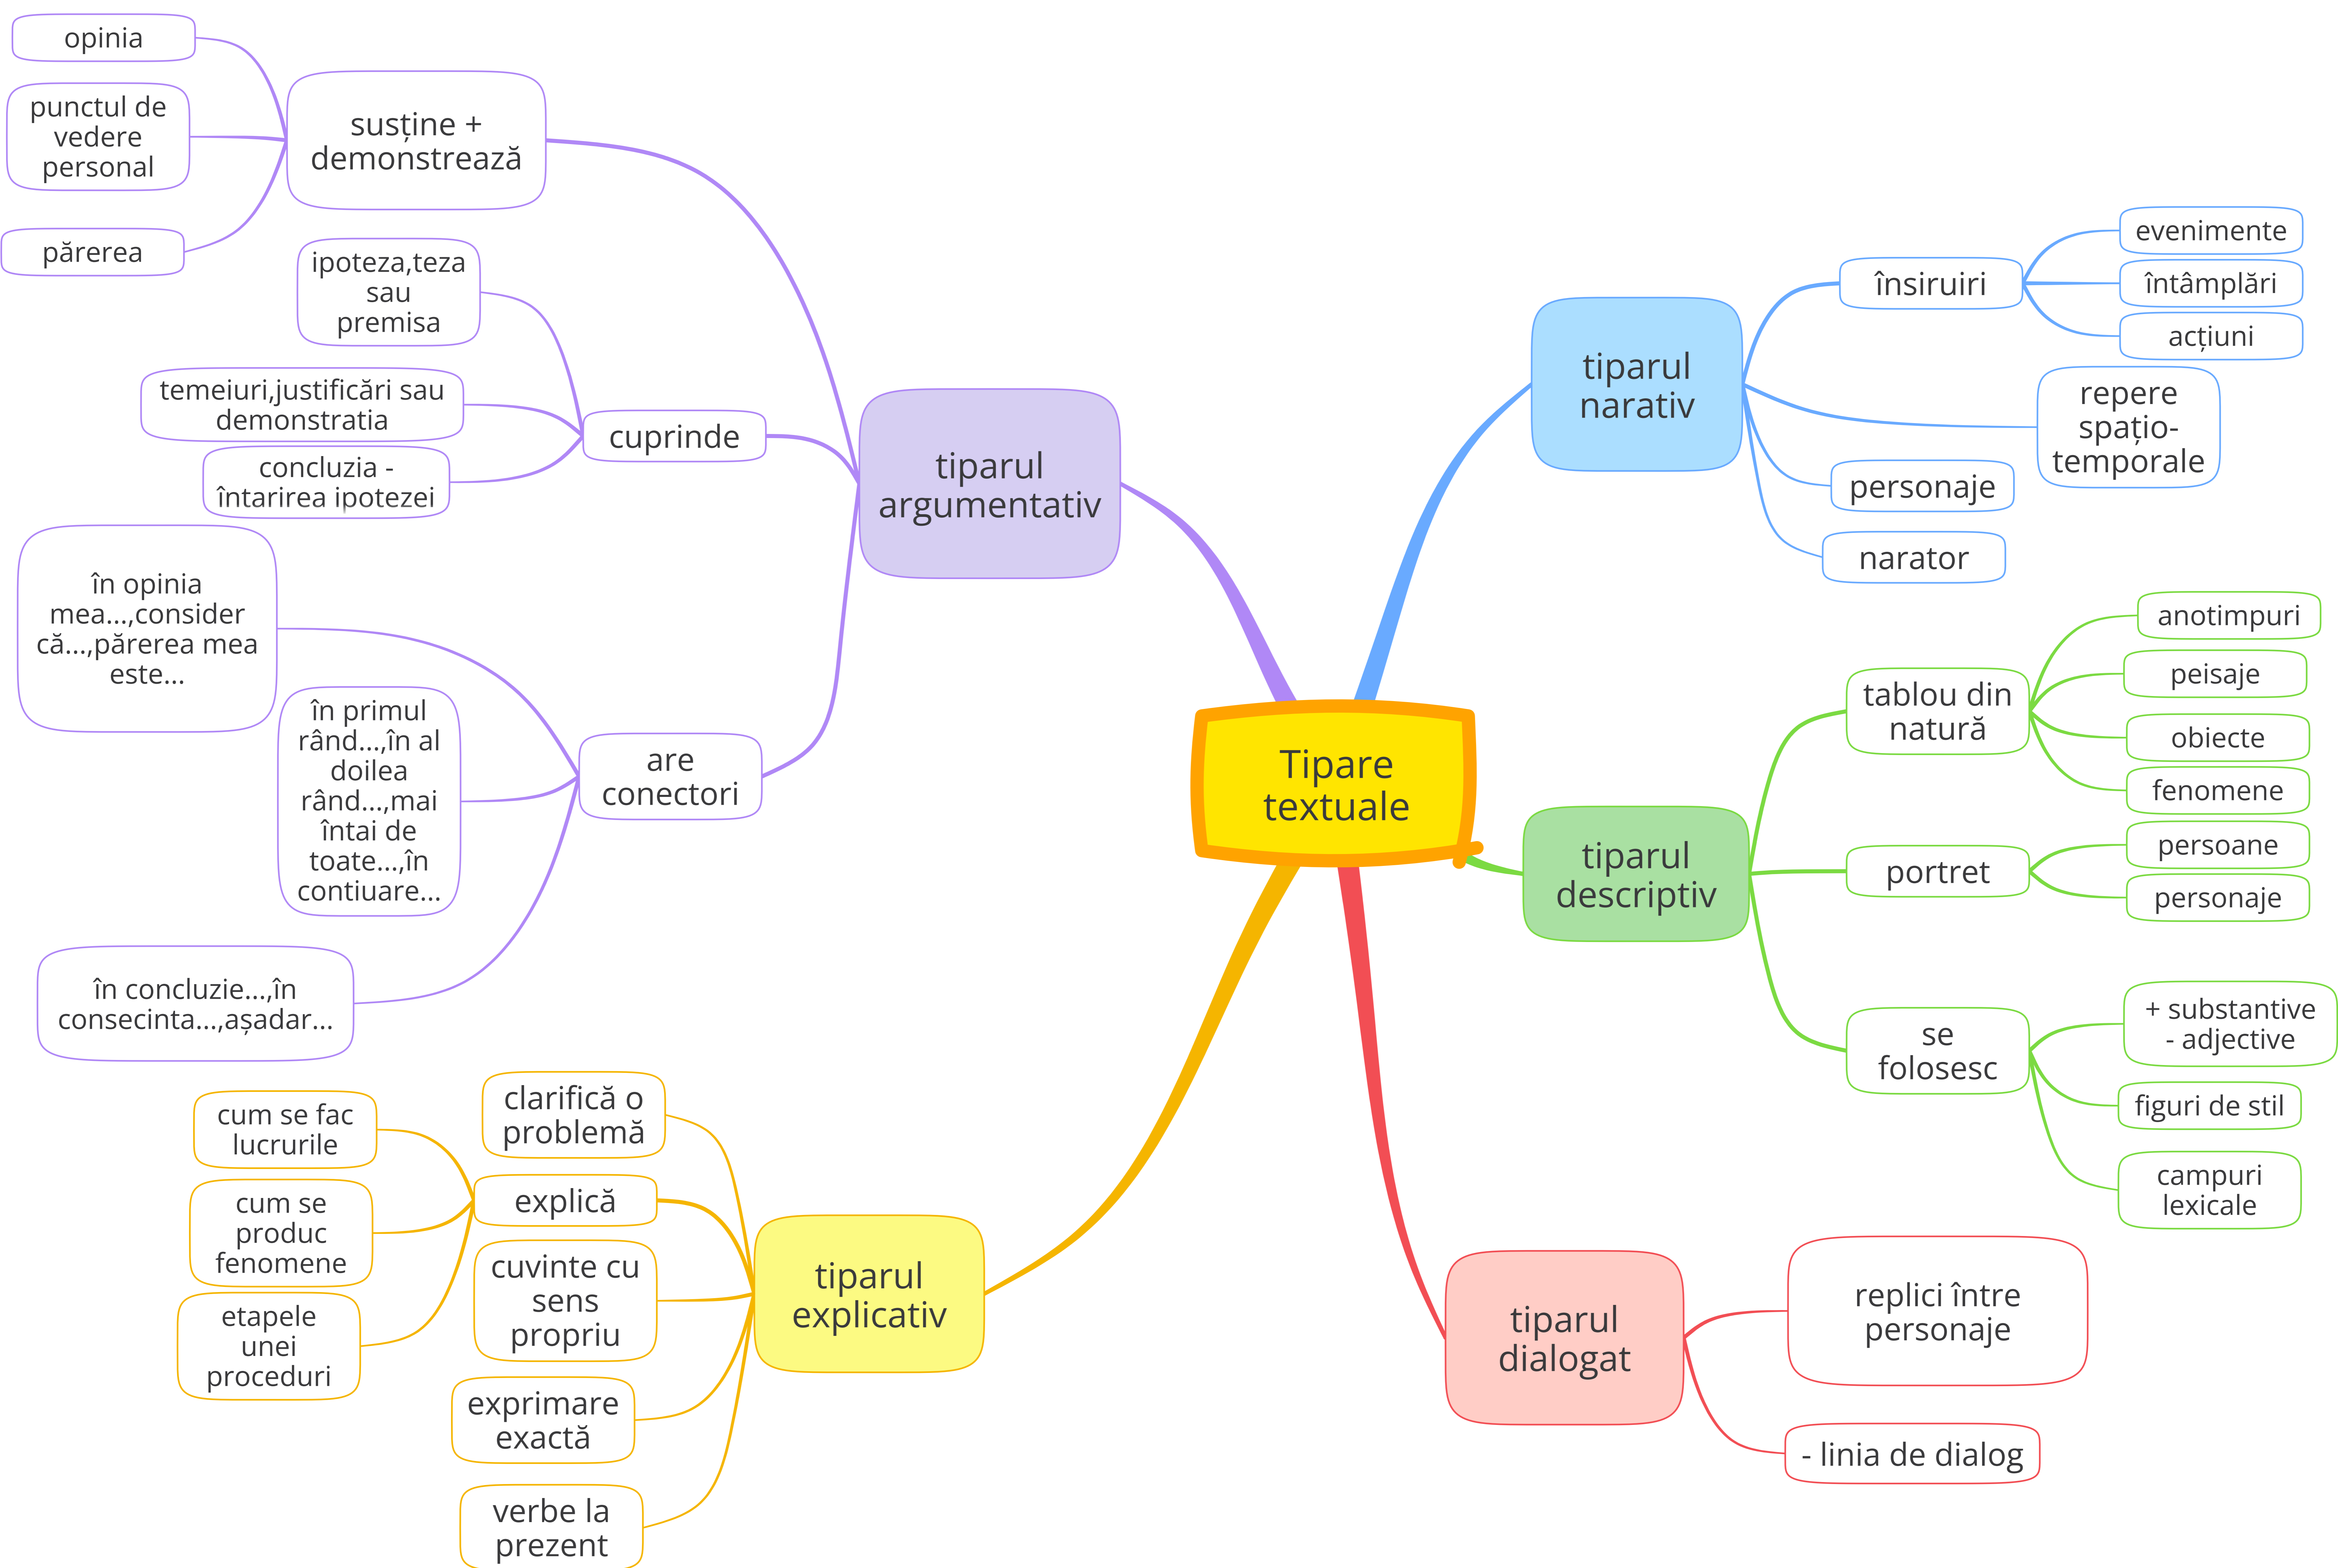 Tipare
textuale
tiparul
narativ
însiruiri
evenimente
întâmplări
acțiuni
repere
spațio-
temporale
personaje
narator
tiparul
descriptiv
tablou din
natură
anotimpuri
peisaje
obiecte
fenomene
portret
persoane
personaje
se
folosesc
+ substantive
- adjective
figuri de stil
campuri
lexicale
tiparul
dialogat
replici între
personaje
- linia de dialog
tiparul
argumentativ
susține +
demonstrează
opinia
punctul de
vedere
personal
părerea
cuprinde
ipoteza,teza
sau
premisa
temeiuri,justificări sau
demonstratia
concluzia -
întarirea ipotezei
are
conectori
în opinia
mea...,consider
că...,părerea mea
este...
în primul
rând...,în al
doilea
rând...,mai
întai de
toate...,în
contiuare...
în concluzie...,în
consecinta...,așadar...
tiparul
explicativ
clarifică o
problemă
explică
cum se fac
lucrurile
cum se
produc
fenomene
etapele
unei
proceduri
cuvinte cu
sens
propriu
exprimare
exactă
verbe la
prezent